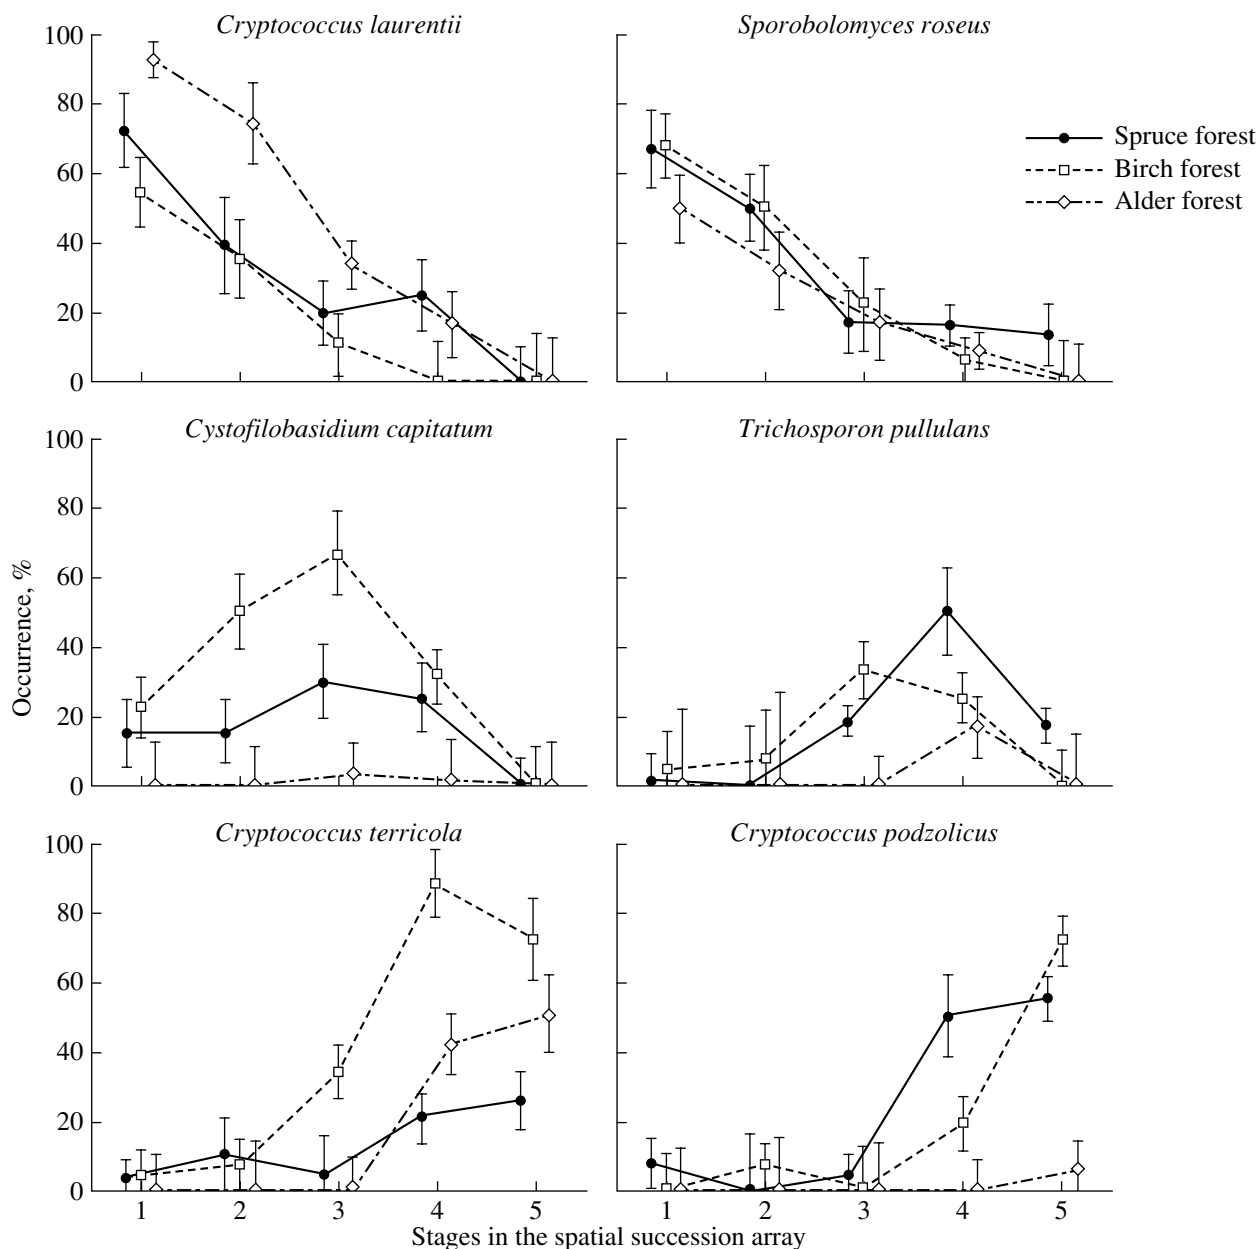 Cryptococcus laurentii
Sporobolomyces roseus
100
80
60
40
20
0
Spruce forest
Birch forest
Alder forest
Cystofilobasidium capitatum
Trichosporon pullulans
100
80
60
40
20
0
Occurrence, %
Cryptococcus terricola
Cryptococcus podzolicus
100
80
60
40
20
0
1 2 3 4 5
1 2 3 4 5
Stages in the spatial succession array